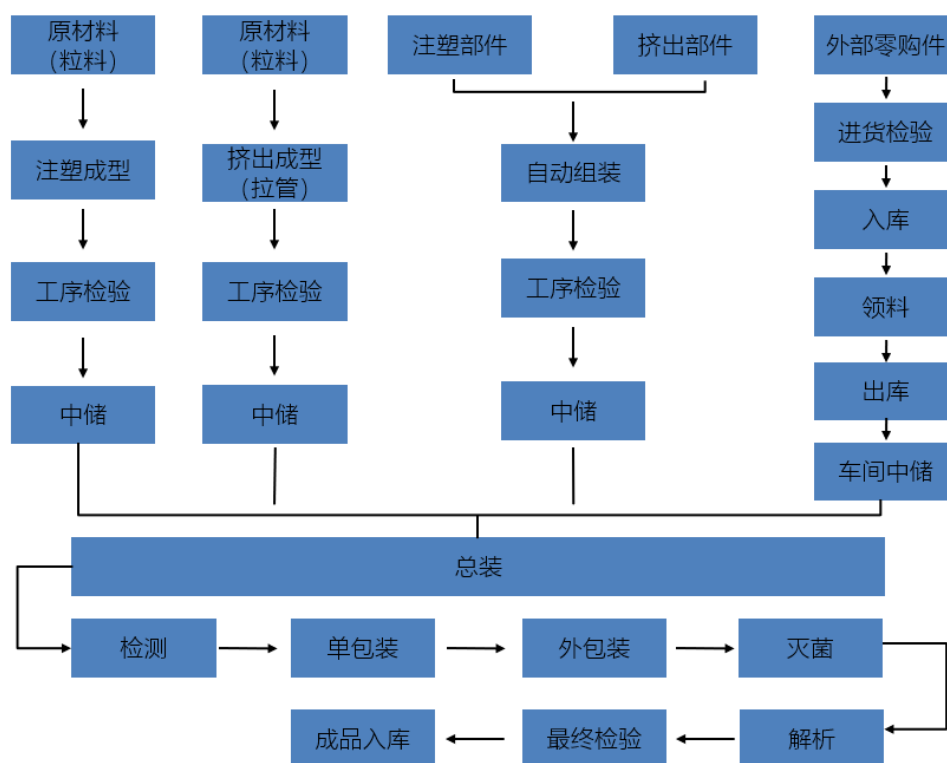 原材料
（粒料）
原材料
（粒料）
注塑部件
挤出部件
外部零购件
进货检验
注塑成型
挤出成型
（拉管）
自动组装
入库
工序检验
工序检验
工序检验
领料
中储
中储
中储
出库
车间中储
总装
检测
单包装
外包装
灭菌
成品入库
最终检验
解析